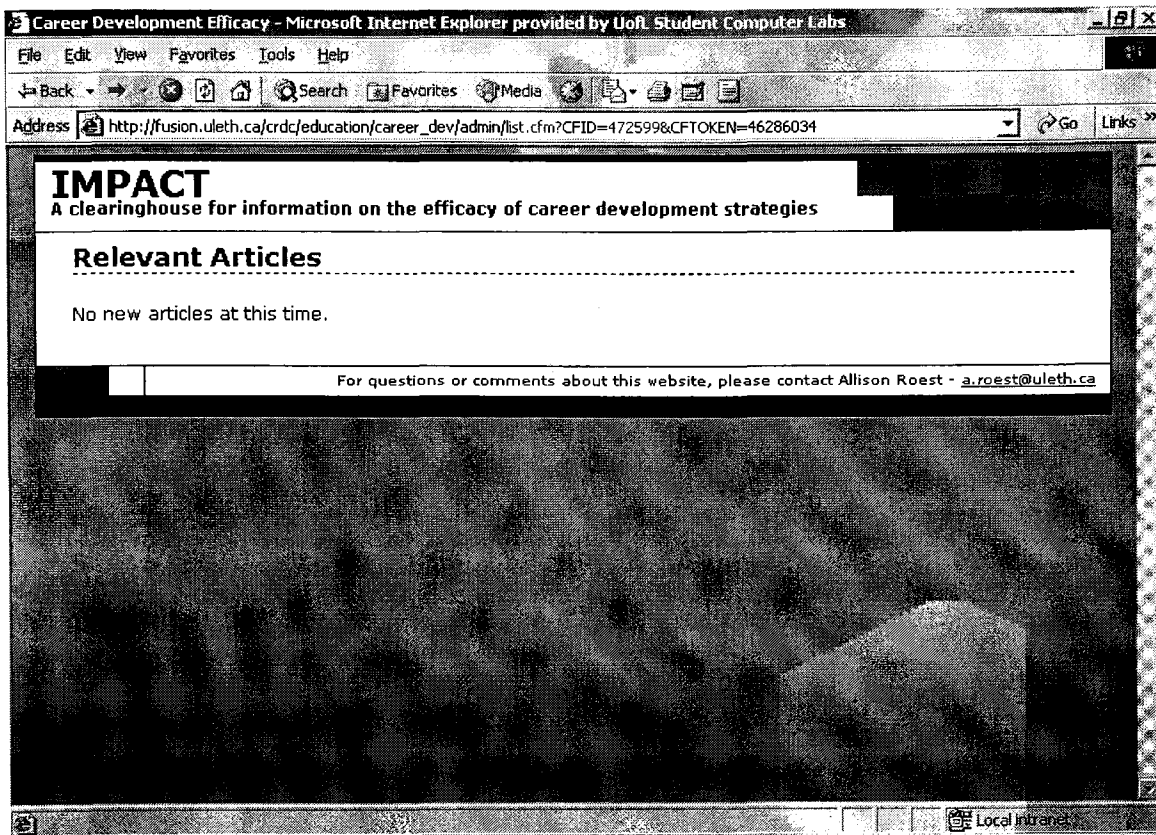 Career Development Efficacy - Microsoft Internet Explorer provided by UofL Student Computer Labs
File Edit View Favorites Tools Help
Back Search Favorites Media
Address http://fusion.uleth.ca/crdc/education/career_dev/admin/list.cfm?CFID=472599&CFTOKEN=46286034 Go Links »
IMPACT
A clearinghouse for information on the efficacy of career development strategies
Relevant Articles
No new articles at this time.
For questions or comments about this website, please contact Allison Roest - a.roest@uleth.ca
Local intranet